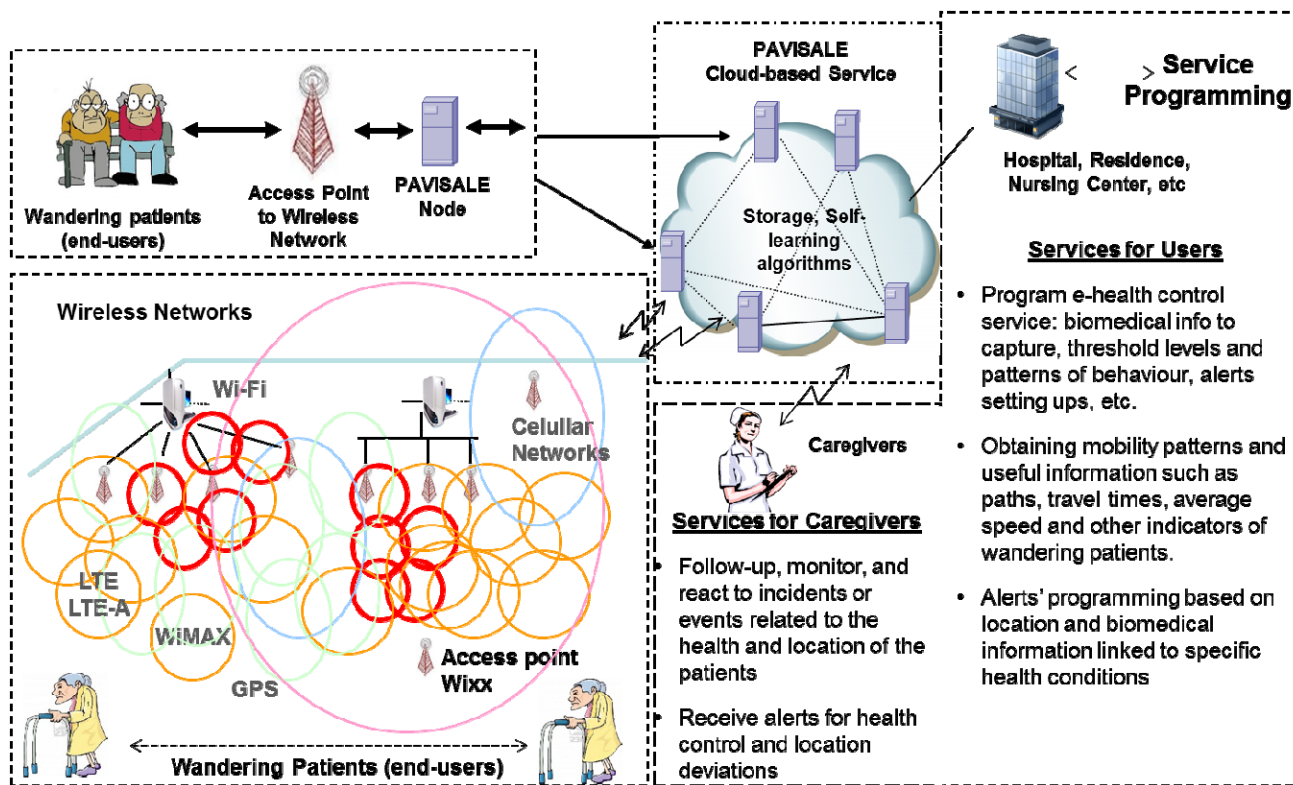 Wandering patients
(end-users)
Access Point
to Wireless
Network
PAVISALE
Node
PAVISALE
Cloud-based Service
Storage, Self-
learning
algorithms
< >
Service
Programming
Hospital, Residence,
Nursing Center, etc
Services for Users
• Program e-health control
service: biomedical info to
capture, threshold levels and
patterns of behaviour, alerts
setting ups, etc.
• Obtaining mobility patterns and
useful information such as
paths, travel times, average
speed and other indicators of
wandering patients.
• Alerts' programming based on
location and biomedical
information linked to specific
health conditions
Wireless Networks
Wi-Fi
Celullar
Networks
LTE
LTE-A
WiMAX
GPS
Access point
Wixx
Wandering Patients (end-users)
Caregivers
Services for Caregivers
• Follow-up, monitor, and
react to incidents or
events related to the
health and location of the
patients
• Receive alerts for health
control and location
deviations